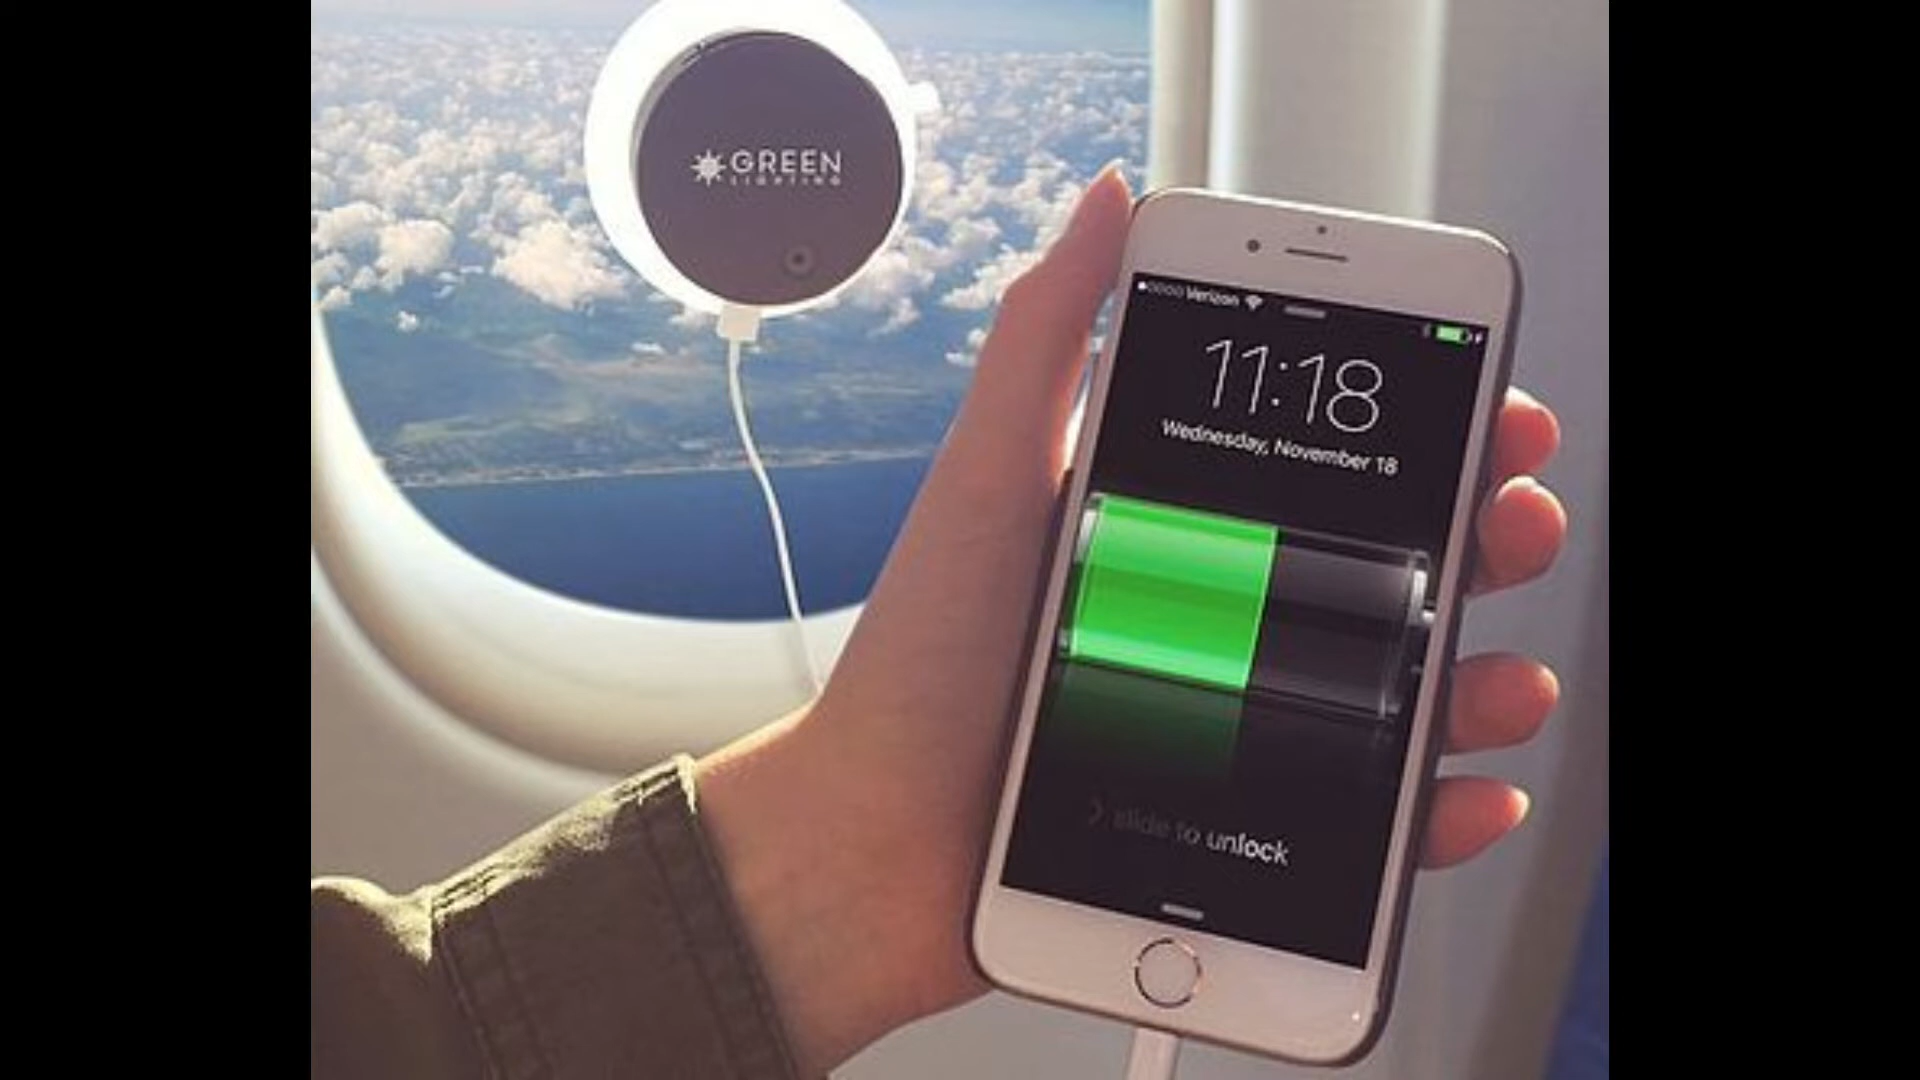 GREEN
LIGHTING
Verizon
11:18
Wednesday, November 18
> slide to unlock